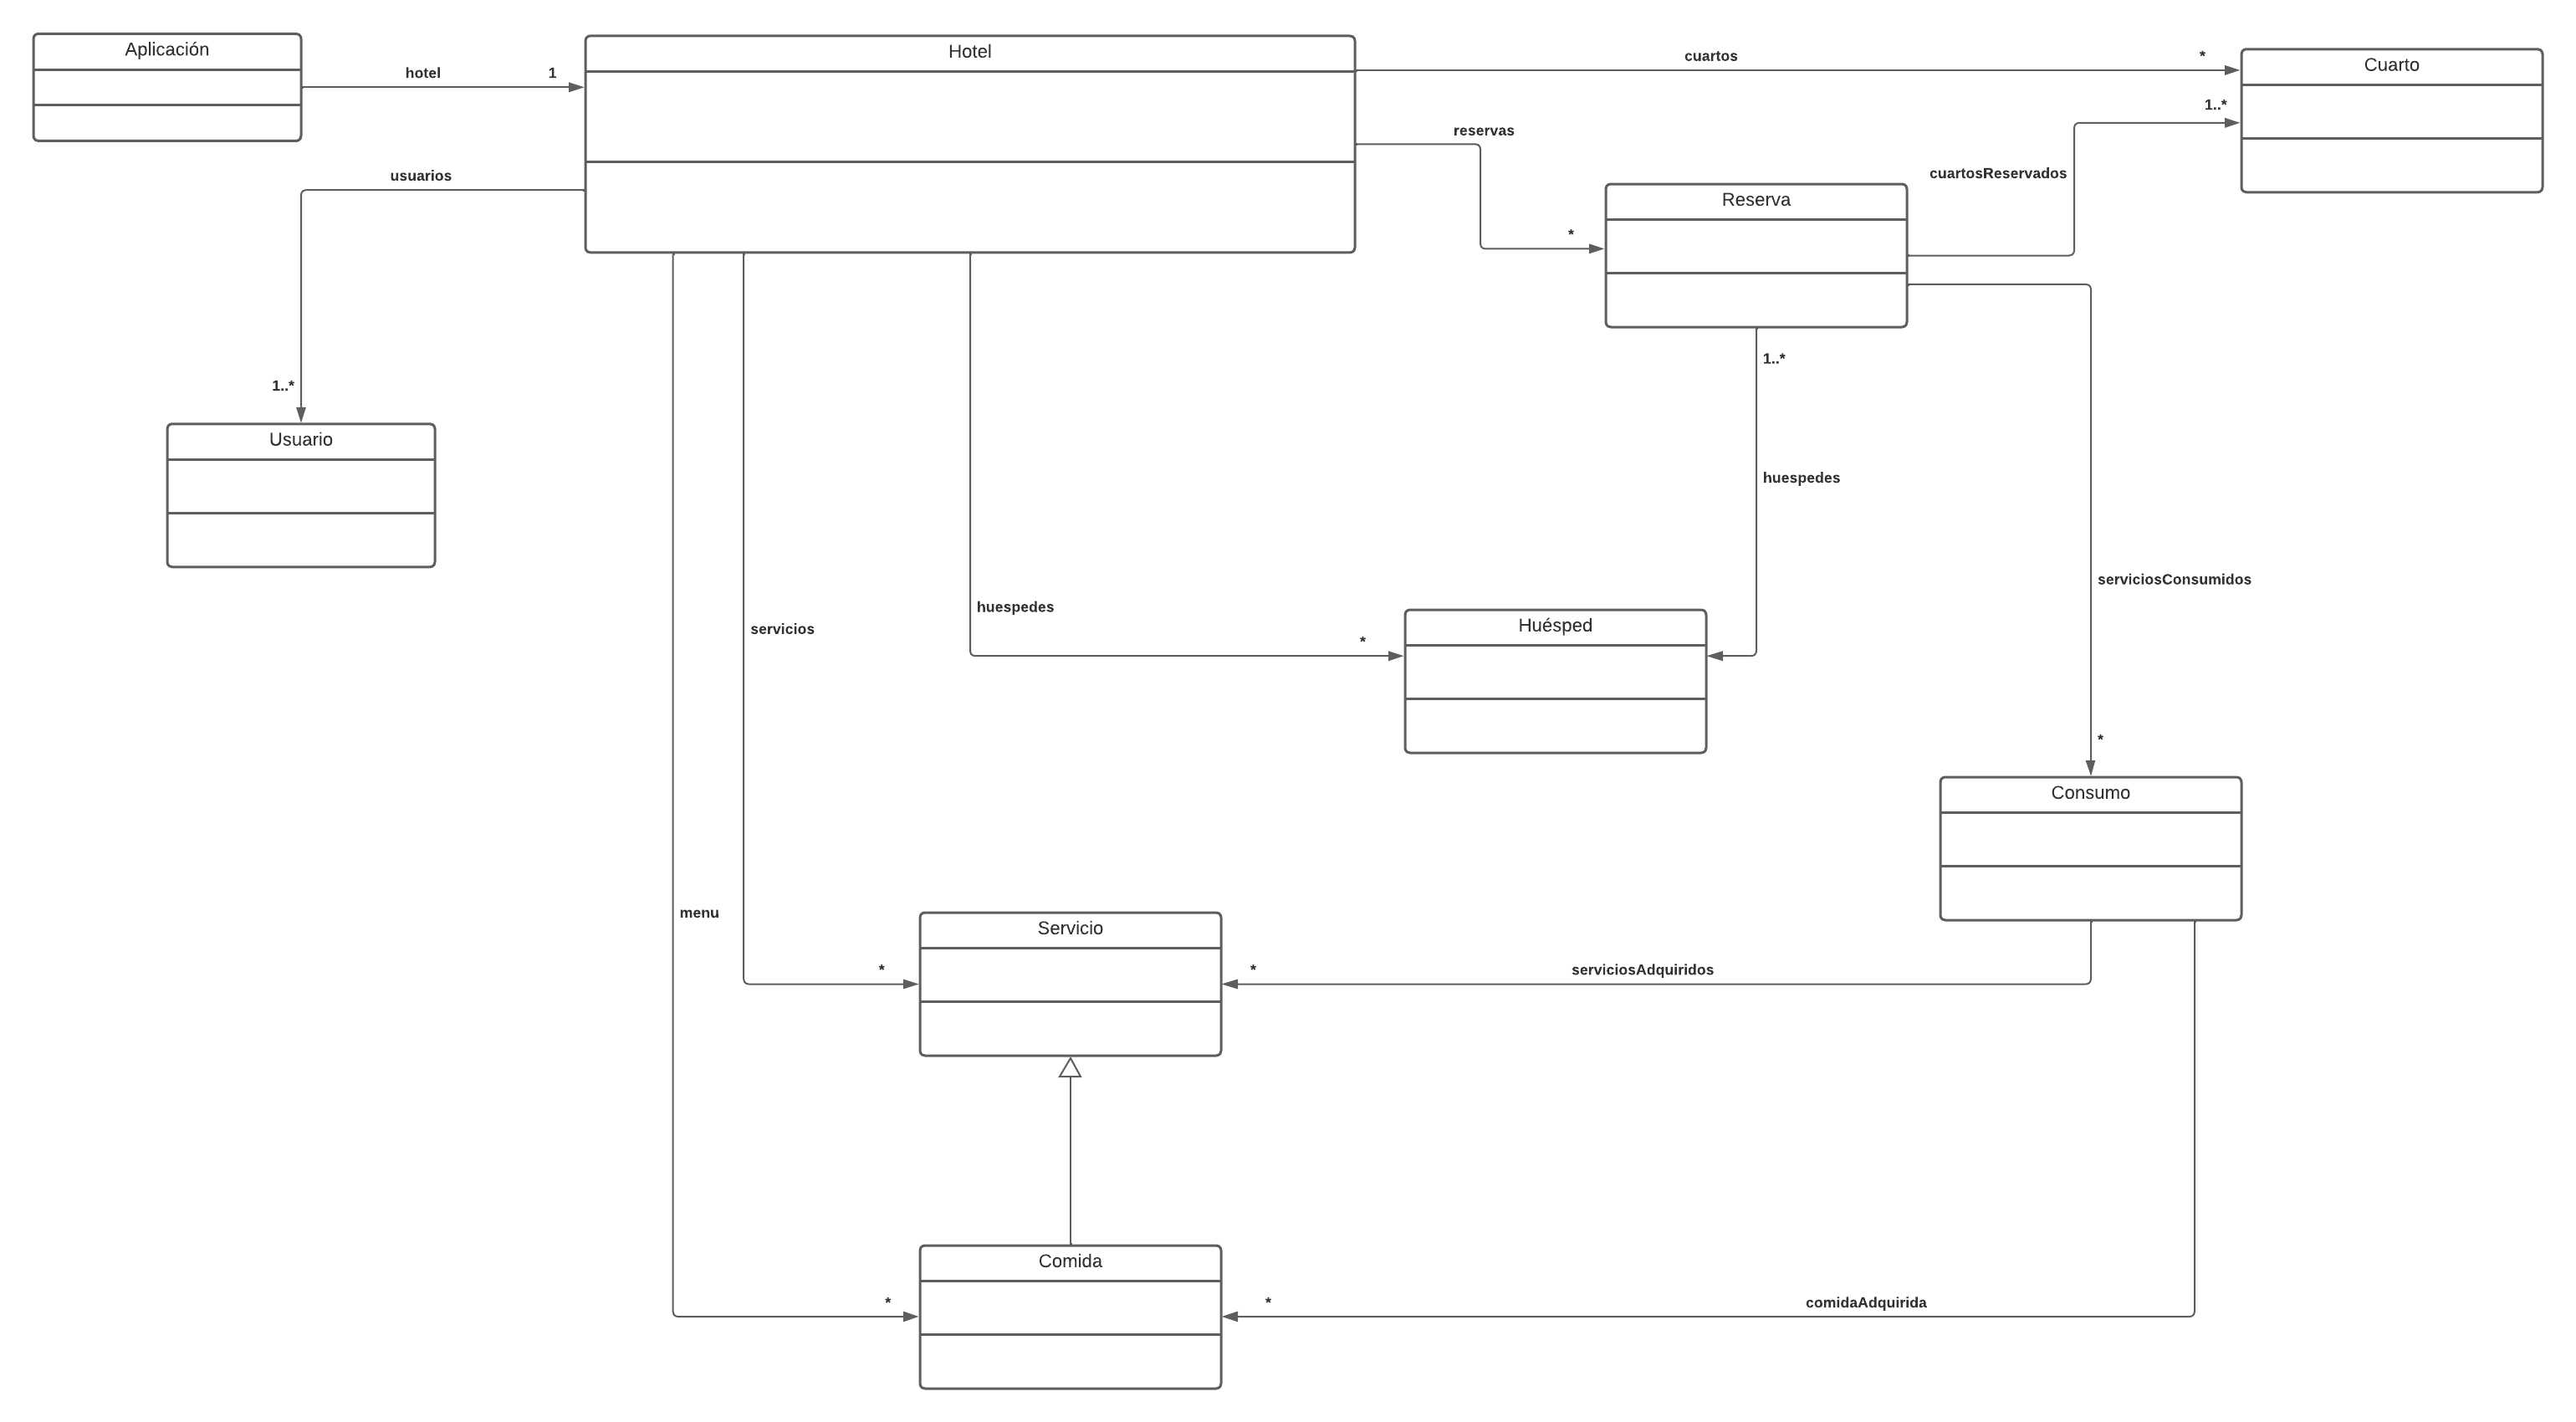 Aplicación
Hotel
cuartos
*
Cuarto
hotel
1
1..*
reservas
cuartosReservados
usuarios
Reserva
*
1..*
1..*
Usuario
huespedes
serviciosConsumidos
huespedes
servicios
Huésped
*
*
Consumo
menu
Servicio
*
*
serviciosAdquiridos
Comida
*
*
comidaAdquirida